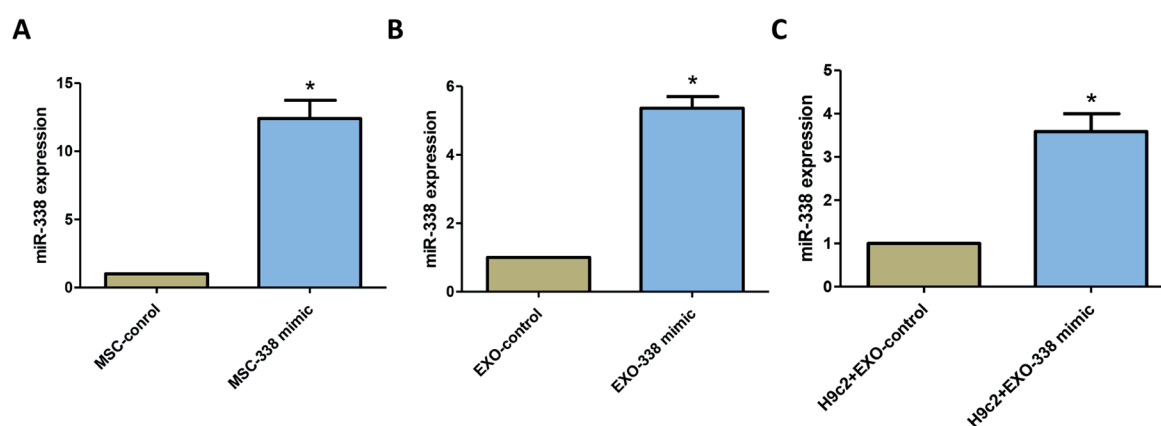 A
miR-338 expression
15
10
5
0
*
MSC-conrol
MSC-338 mimic
B
miR-338 expression
6
4
2
0
*
EXO-control
EXO-338 mimic
C
miR-338 expression
5
4
3
2
1
0
*
H9c2+EXO-control
H9c2+EXO-338 mimic